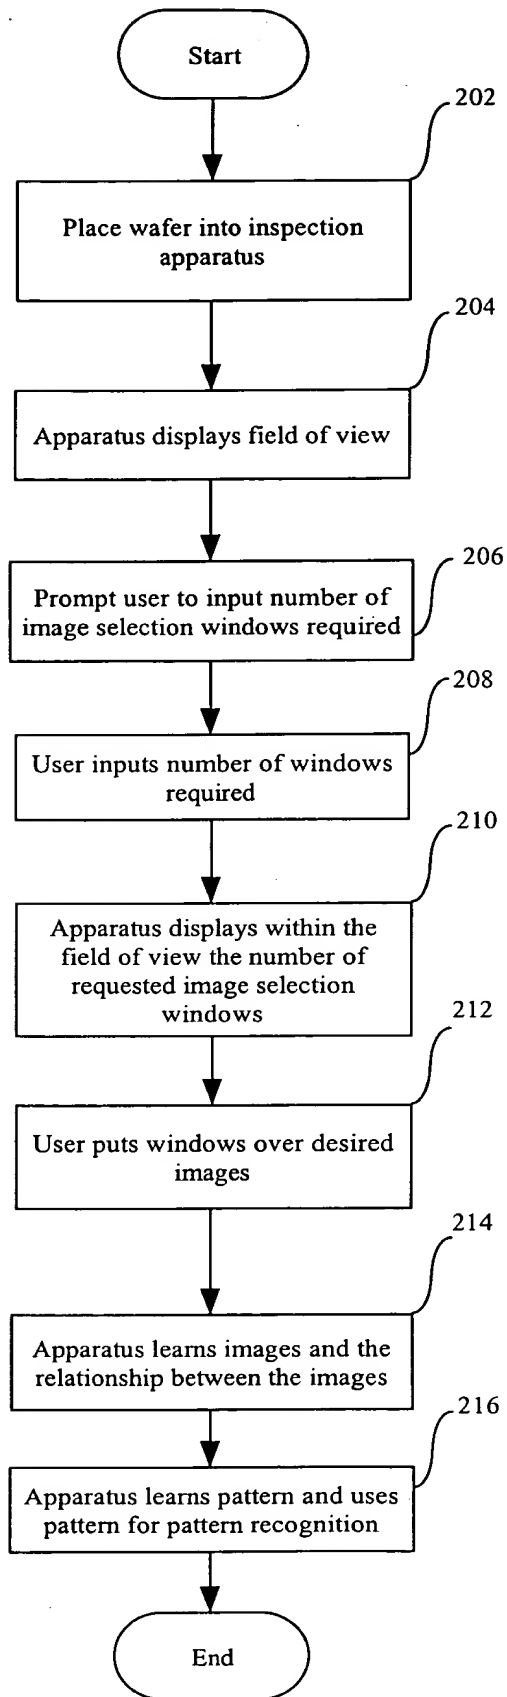 Start
202
Place wafer into inspection
apparatus
204
Apparatus displays field of view
206
Prompt user to input number of
image selection windows required
208
User inputs number of windows
required
210
Apparatus displays within the
field of view the number of
requested image selection
windows
212
User puts windows over desired
images
214
Apparatus learns images and the
relationship between the images
216
Apparatus learns pattern and uses
pattern for pattern recognition
End